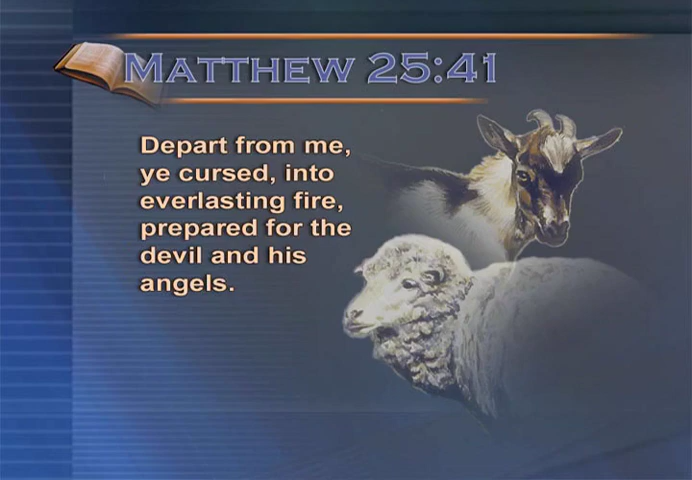 MATTHEW 25:41
Depart from me,
ye cursed, into
everlasting fire,
prepared for the
devil and his
angels.